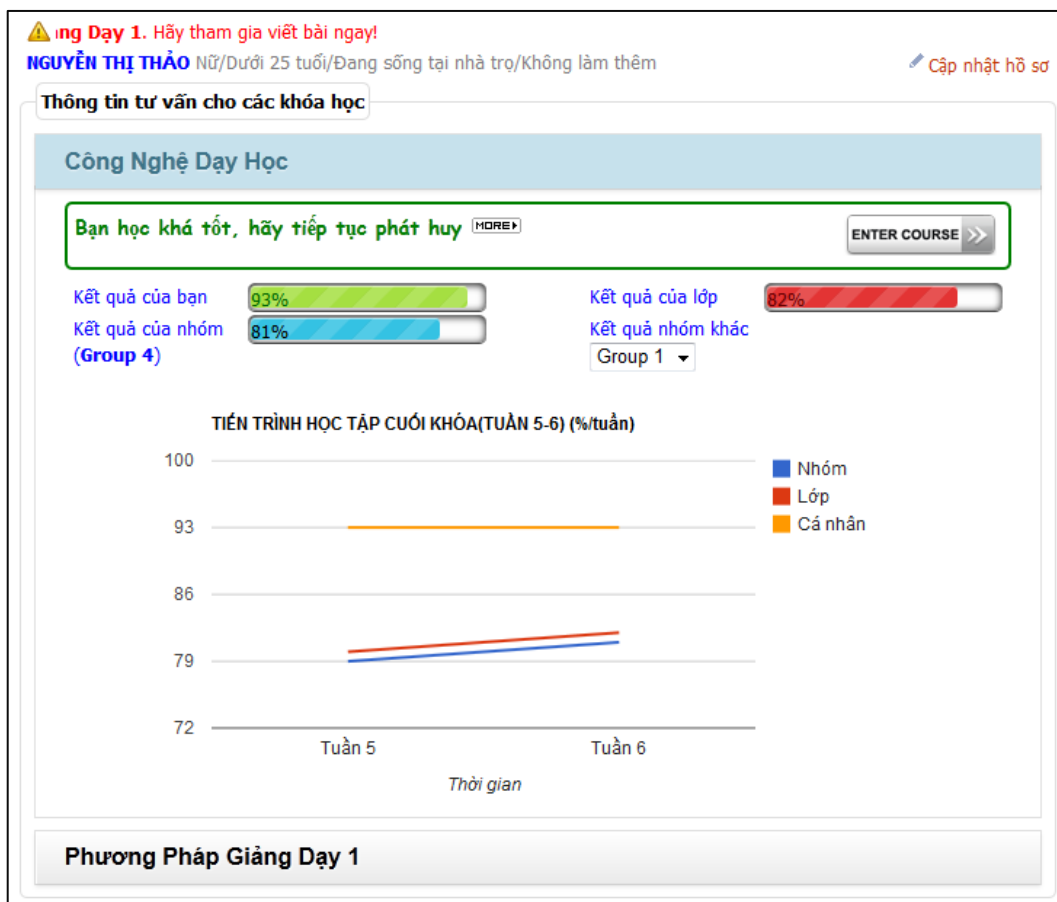 ng Dạy 1. Hãy tham gia viết bài ngay!
NGUYỄN THỊ THẢO Nữ/Dưới 25 tuổi/Đang sống tại nhà trọ/Không làm thêm
Cập nhật hồ sơ
Thông tin tư vấn cho các khóa học
Công Nghệ Dạy Học
Bạn học khá tốt, hãy tiếp tục phát huy MORE
ENTER COURSE
Kết quả của bạn 93%
Kết quả của lớp 82%
Kết quả của nhóm 81%
(Group 4)
Kết quả nhóm khác
Group 1
TIẾN TRÌNH HỌC TẬP CUỐI KHÓA(TUẦN 5-6) (%/tuần)
100
93
86
79
72
Nhóm
Lớp
Cá nhân
Tuần 5 Tuần 6
Thời gian
Phương Pháp Giảng Dạy 1